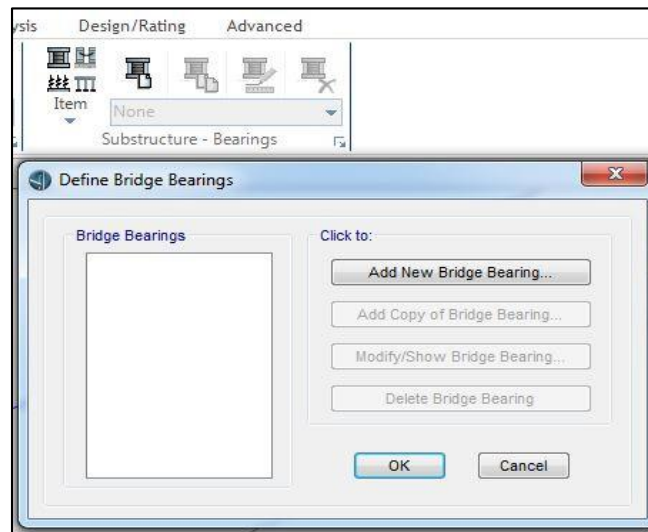 ysis Design/Rating Advanced
Item
None
Substructure - Bearings
Define Bridge Bearings
Bridge Bearings
Click to:
Add New Bridge Bearing...
Add Copy of Bridge Bearing...
Modify/Show Bridge Bearing...
Delete Bridge Bearing
OK Cancel